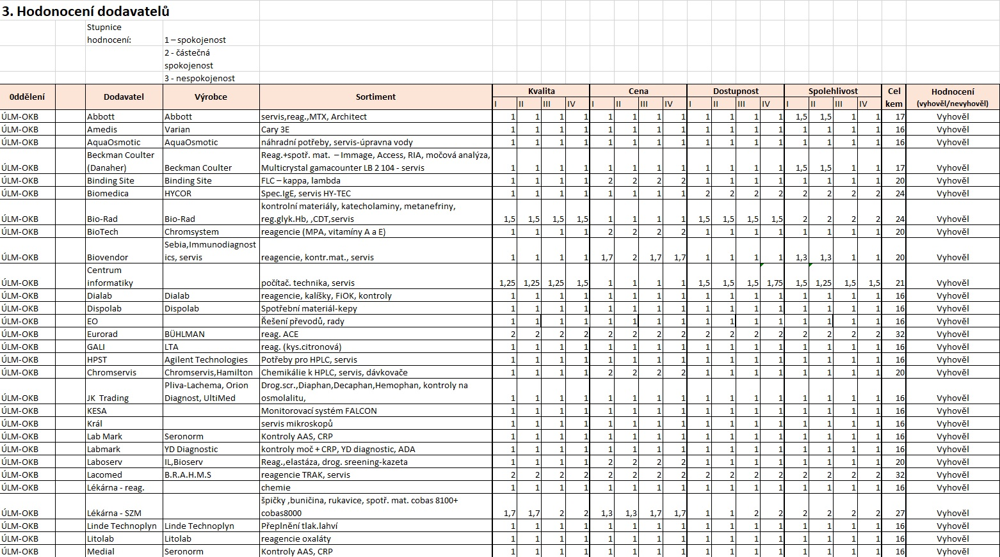 3. Hodonocení dodavatelů
Stupnice
hodnocení:
1 – spokojenost
2 - částečná
spokojenost
3 - nespokojenost
0ddělení Dodavatel Výrobce Sortiment Kvalita Cena Dostupnost Spolehlivost Cel kem Hodnocení (vyhověl/nevyhověl)
I II III IV I II III IV I II III IV I II III IV
ÚLM-OKB Abbott Abbott servis,reag.,MTX, Architect 1 1 1 1 1 1 1 1 1 1 1 1 1,5 1,5 1 1 17 Vyhověl
ÚLM-OKB Amedis Varian Cary 3E 1 1 1 1 1 1 1 1 1 1 1 1 1 1 1 1 16 Vyhověl
ÚLM-OKB AquaOsmotic AquaOsmotic náhradní potřeby, servis-úpravna vody 1 1 1 1 1 1 1 1 1 1 1 1 1 1 1 1 16 Vyhověl
Beckman Coulter Reag.+spotř. mat. – Immage, Access, RIA, močová analýza,
ÚLM-OKB (Danaher) Beckman Coulter Multicrystal gamacounter LB 2 104 - servis 1 1 1 1 1 1 1 1 1 1 1 1 1,5 1,5 1 1 17 Vyhověl
ÚLM-OKB Binding Site Binding Site FLC – kappa, lambda 1 1 1 1 2 2 2 2 1 1 1 1 1 1 1 1 20 Vyhověl
ÚLM-OKB Biomedica HYCOR Spec.IgE, servis HY-TEC 1 1 1 1 1 1 1 1 2 2 2 2 2 2 2 2 24 Vyhověl
kontrolní materiály, katecholaminy, metanefriny,
ÚLM-OKB Bio-Rad Bio-Rad reg.glyk.Hb, ,CDT,servis 1,5 1,5 1,5 1,5 1 1 1 1 1,5 1,5 1,5 1,5 2 2 2 2 24 Vyhověl
ÚLM-OKB BioTech Chromsystem reagencie (MPA, vitamíny A a E) 1 1 1 1 2 2 2 2 1 1 1 1 1 1 1 1 20 Vyhověl
Sebia,Immunodiagnost
ÚLM-OKB Biovendor ics, servis reagencie, kontr.mat., servis 1 1 1 1 1,7 2 1,7 1,7 1 1 1 1 1,3 1,3 1 1 20 Vyhověl
Centrum
ÚLM-OKB informatiky počítač. technika, servis 1,25 1,25 1,25 1,5 1 1 1 1 1,5 1,5 1,5 1,75 1,5 1,25 1,5 1,5 21 Vyhověl
ÚLM-OKB Dialab Dialab reagencie, kalíšky, FiOK, kontroly 1 1 1 1 1 1 1 1 1 1 1 1 1 1 1 1 16 Vyhověl
ÚLM-OKB Dispolab Dispolab Spotřební materiál-kepy 1 1 1 1 1 1 1 1 1 1 1 1 1 1 1 1 16 Vyhověl
ÚLM-OKB EO Řešení převodů, rady 1 1 1 1 1 1 1 1 1 1 1 1 1 1 1 1 16 Vyhověl
ÚLM-OKB Eurorad BÜHLMAN reag. ACE 2 2 2 2 2 2 2 2 2 2 2 2 2 2 2 2 32 Vyhověl
ÚLM-OKB GALI LTA reag. (kys.citronová) 1 1 1 1 1 1 1 1 1 1 1 1 1 1 1 1 16 Vyhověl
ÚLM-OKB HPST Agilent Technologies Potřeby pro HPLC, servis 1 1 1 1 1 1 1 1 1 1 1 1 1 1 1 1 16 Vyhověl
ÚLM-OKB Chromservis Chromservis,Hamilton Chemikálie k HPLC, servis, dávkovače 1 1 1 1 2 2 2 2 1 1 1 1 1 1 1 1 20 Vyhověl
Pliva-Lachema, Orion Drog.scr.,Diaphan,Decaphan,Hemophan, kontroly na
ÚLM-OKB JK Trading Diagnost, UltiMed osmolalitu, 1 1 1 1 1 1 1 1 1 1 1 1 1 1 1 1 16 Vyhověl
ÚLM-OKB KESA Monitorovací systém FALCON 1 1 1 1 1 1 1 1 1 1 1 1 1 1 1 1 16 Vyhověl
ÚLM-OKB Král servis mikroskopů 1 1 1 1 1 1 1 1 1 1 1 1 1 1 1 1 16 Vyhověl
ÚLM-OKB Lab Mark Seronorm Kontroly AAS, CRP 1 1 1 1 1 1 1 1 1 1 1 1 1 1 1 1 16 Vyhověl
ÚLM-OKB Labmark YD Diagnostic kontroly moč + CRP, YD diagnostic, ADA 1 1 1 1 1 1 1 1 1 1 1 1 1 1 1 1 16 Vyhověl
ÚLM-OKB Laboserv IL,Bioserv Reag.,elastáza, drog. sreening-kazeta 1 1 1 1 2 2 2 2 1 1 1 1 1 1 1 1 20 Vyhověl
ÚLM-OKB Lacomed B.R.A.H.M.S reagencie TRAK, servis 2 2 2 2 2 2 2 2 2 2 2 2 2 2 2 2 32 Vyhověl
ÚLM-OKB Lékárna - reag. chemie 1 1 1 1 1 1 1 1 1 1 1 1 1 1 1 1 16 Vyhověl
špičky ,buničina, rukavice, spotř. mat. cobas 8100+
ÚLM-OKB Lékárna - SZM cobas8000 1,7 1,7 2 2 1,3 1,3 1,7 1,7 1 1 2 2 2 2 2 2 27 Vyhověl
ÚLM-OKB Linde Technoplyn Linde Technoplyn Přeplnění tlak.lahví 1 1 1 1 1 1 1 1 1 1 1 1 1 1 1 1 16 Vyhověl
ÚLM-OKB Litolab Litolab reagencie oxaláty 1 1 1 1 1 1 1 1 1 1 1 1 1 1 1 1 16 Vyhověl
ÚLM-OKB Medial Seronorm Kontroly AAS, CRP 1 1 1 1 1 1 1 1 1 1 1 1 1 1 1 1 16 Vyhověl